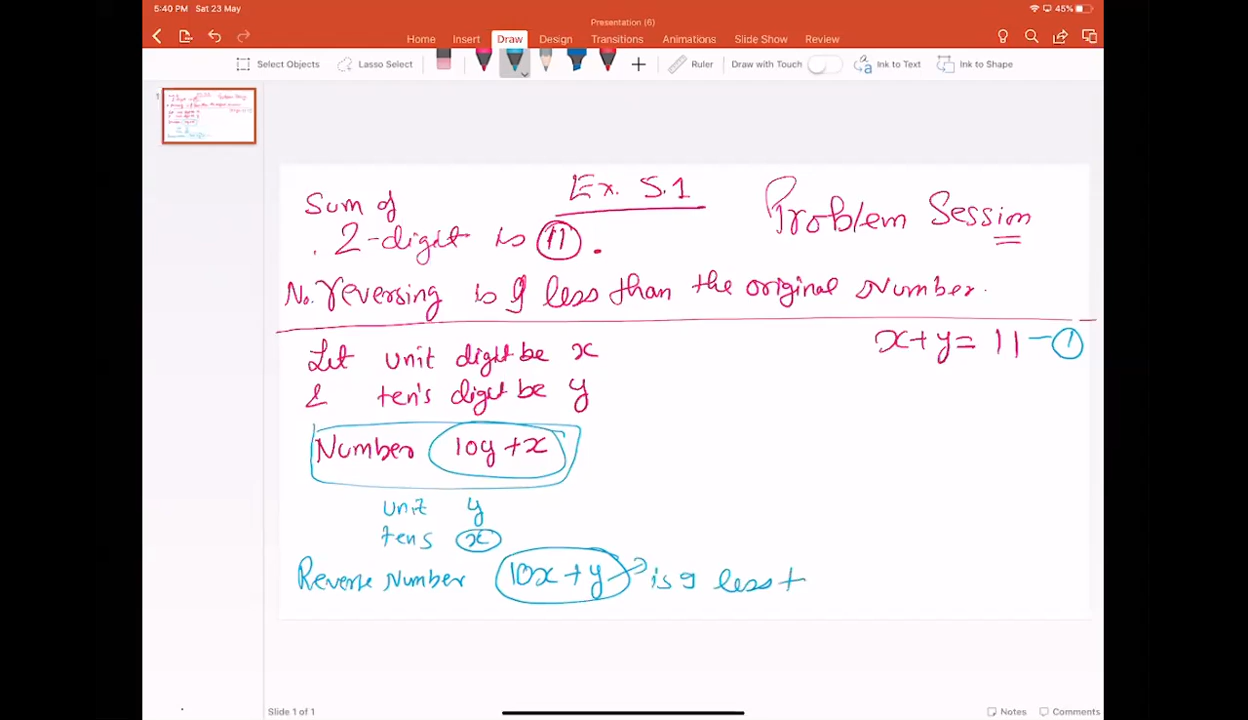 5:40 PM Sat 23 May
45%
Presentation (6)
Home Insert Draw Design Transitions Animations Slide Show Review
Select Objects Lasso Select Ruler Draw with Touch Ink to Text Ink to Shape
1
Ex. 5.1
Problem Session
Sum of
2-digit is 11.
No. reversing is 9 less than the original Number.
x+y= 11 - 1
Let unit digit be x
& ten's digit be y
Number 10y+x
unit y
tens x
Reverse Number 10x+y is 9 less t
Slide 1 of 1
Notes Comments